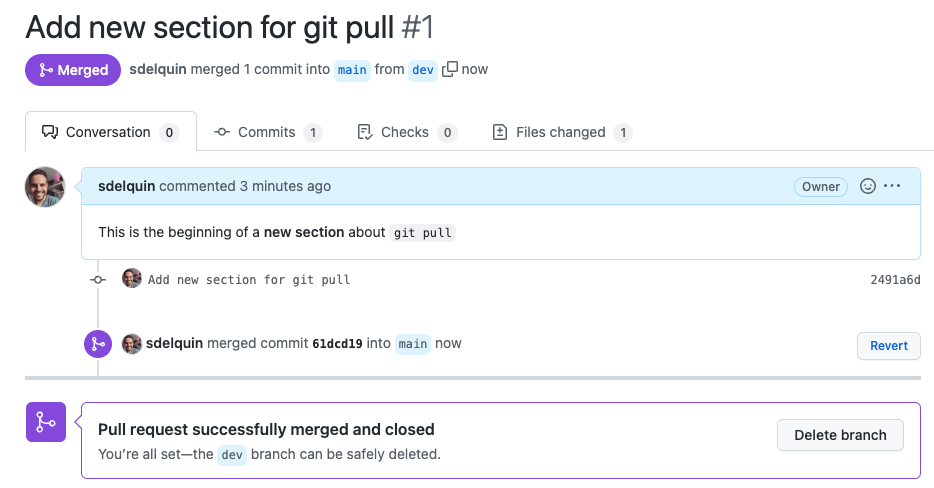 Add new section for git pull #1
Merged sdelquin merged 1 commit into main from dev now
Conversation 0 Commits 1 Checks 0 Files changed 1
sdelquin commented 3 minutes ago Owner
This is the beginning of a new section about git pull
Add new section for git pull 2491a6d
sdelquin merged commit 61dcd19 into main now Revert
Pull request successfully merged and closed
You’re all set—the dev branch can be safely deleted.
Delete branch